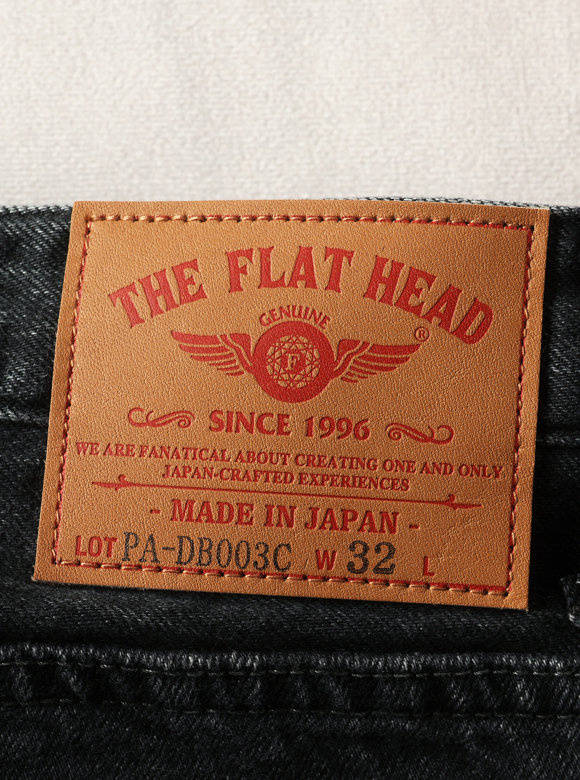 THE FLAT HEAD
GENUINE
®
F
SINCE 1996
WE ARE FANATICAL ABOUT CREATING ONE AND ONLY
JAPAN-CRAFTED EXPERIENCES
- MADE IN JAPAN -
LOT PA-DB003C W 32 L